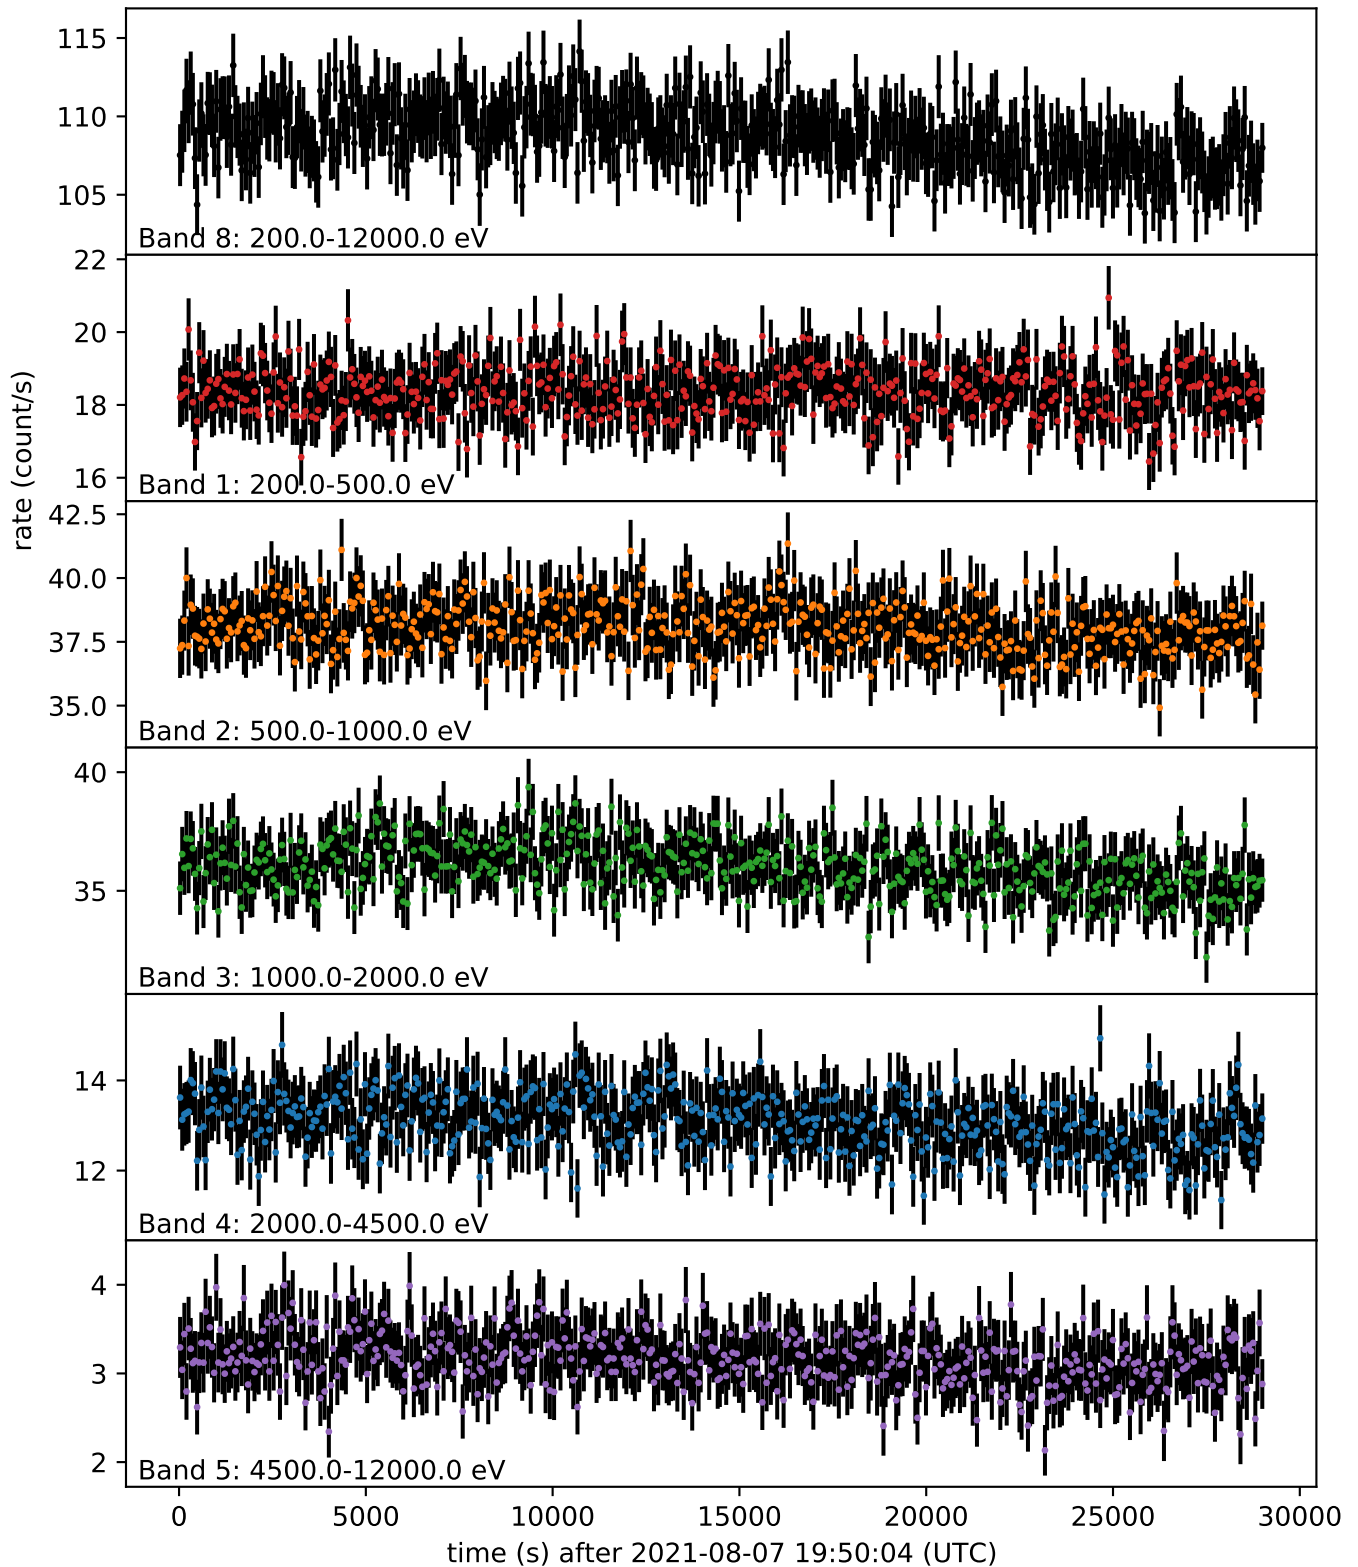 115
110
105
Band 8: 200.0-12000.0 eV
22
20
18
16
Band 1: 200.0-500.0 eV
rate (count/s)
42.5
40.0
37.5
35.0
Band 2: 500.0-1000.0 eV
40
35
Band 3: 1000.0-2000.0 eV
14
12
Band 4: 2000.0-4500.0 eV
4
3
2
Band 5: 4500.0-12000.0 eV
0 5000 10000 15000 20000 25000 30000
time (s) after 2021-08-07 19:50:04 (UTC)